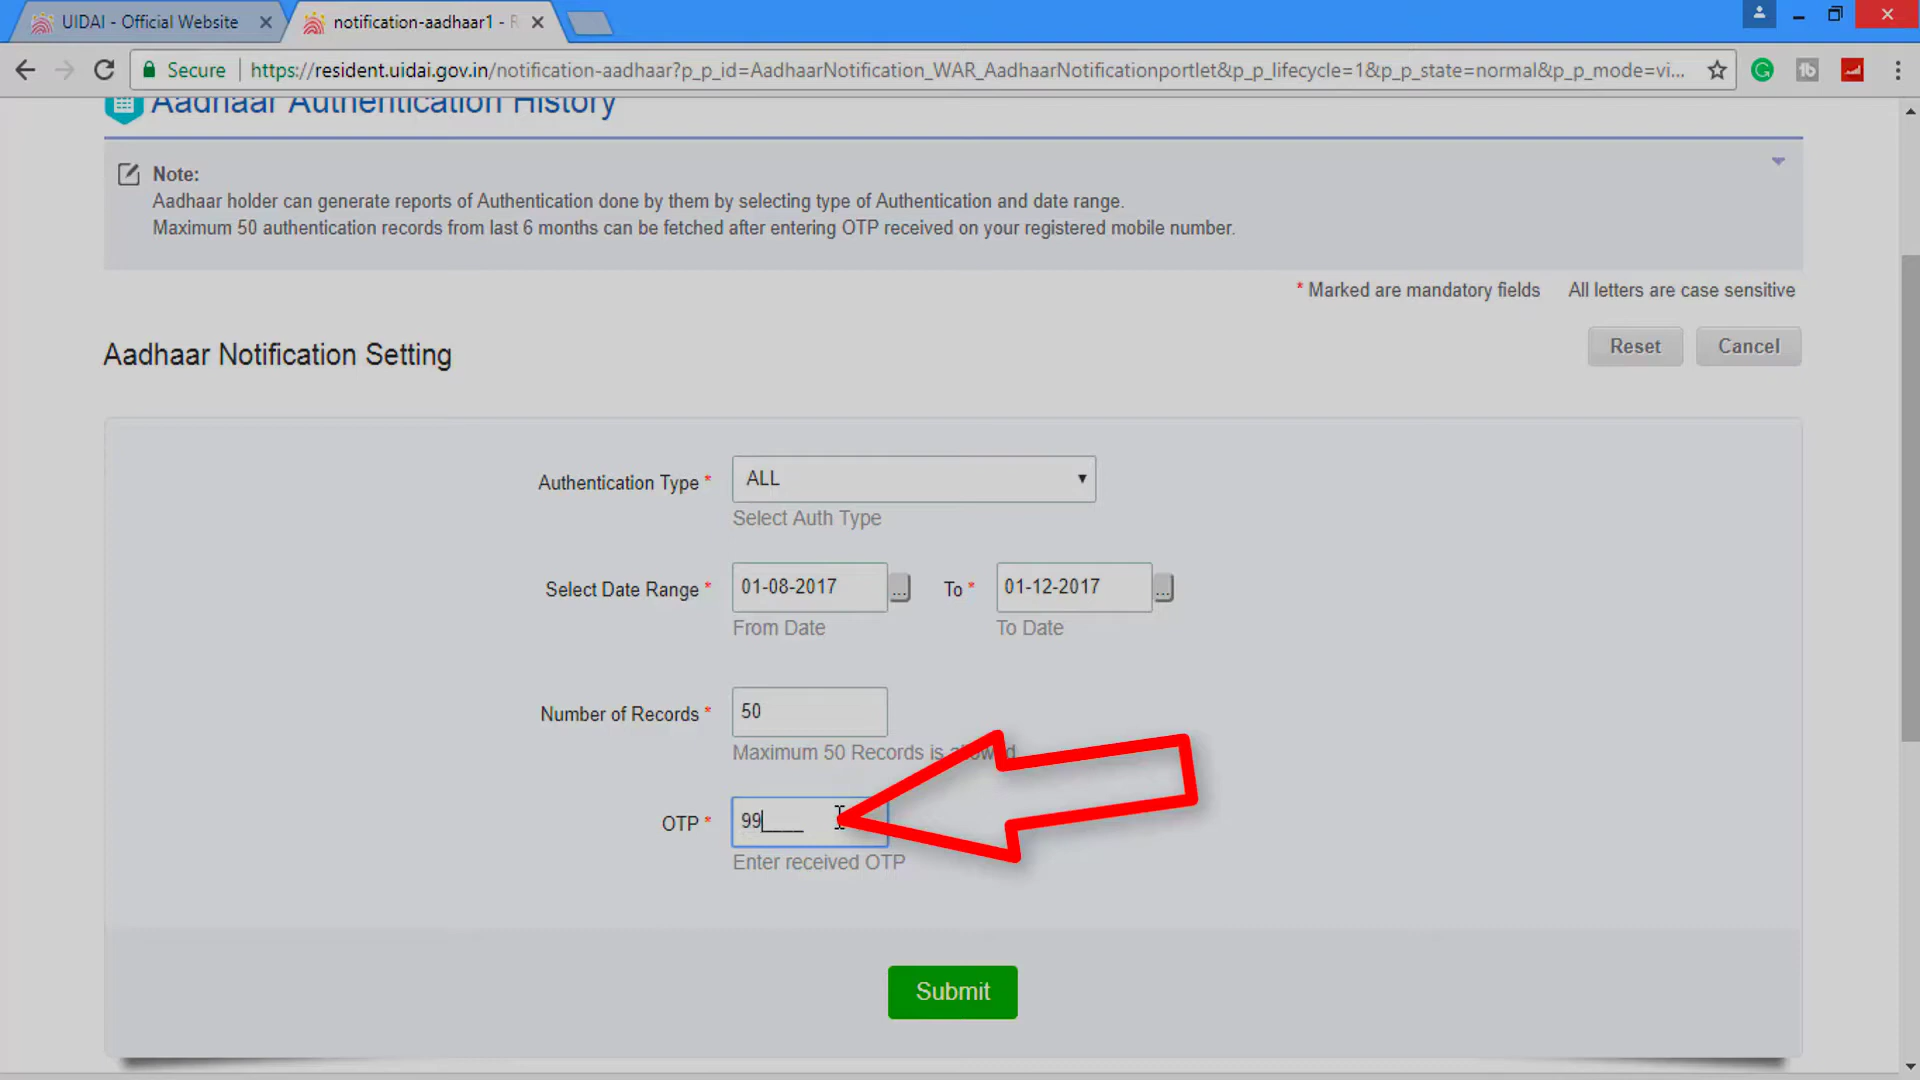 UIDAI - Official Website
notification-aadhaar1 - R
Secure
https://resident.uidai.gov.in/notification-aadhaar?p_p_id=AadhaarNotification_WAR_AadhaarNotificationportlet&p_p_lifecycle=1&p_p_state=normal&p_p_mode=vi...
Aadhaar Authentication History
Note:
Aadhaar holder can generate reports of Authentication done by them by selecting type of Authentication and date range.
Maximum 50 authentication records from last 6 months can be fetched after entering OTP received on your registered mobile number.
* Marked are mandatory fields All letters are case sensitive
Aadhaar Notification Setting
Reset Cancel
Authentication Type * ALL
Select Auth Type
Select Date Range * 01-08-2017 ... To * 01-12-2017 ...
From Date To Date
Number of Records * 50
Maximum 50 Records is allowed
OTP * 99____
Enter received OTP
Submit